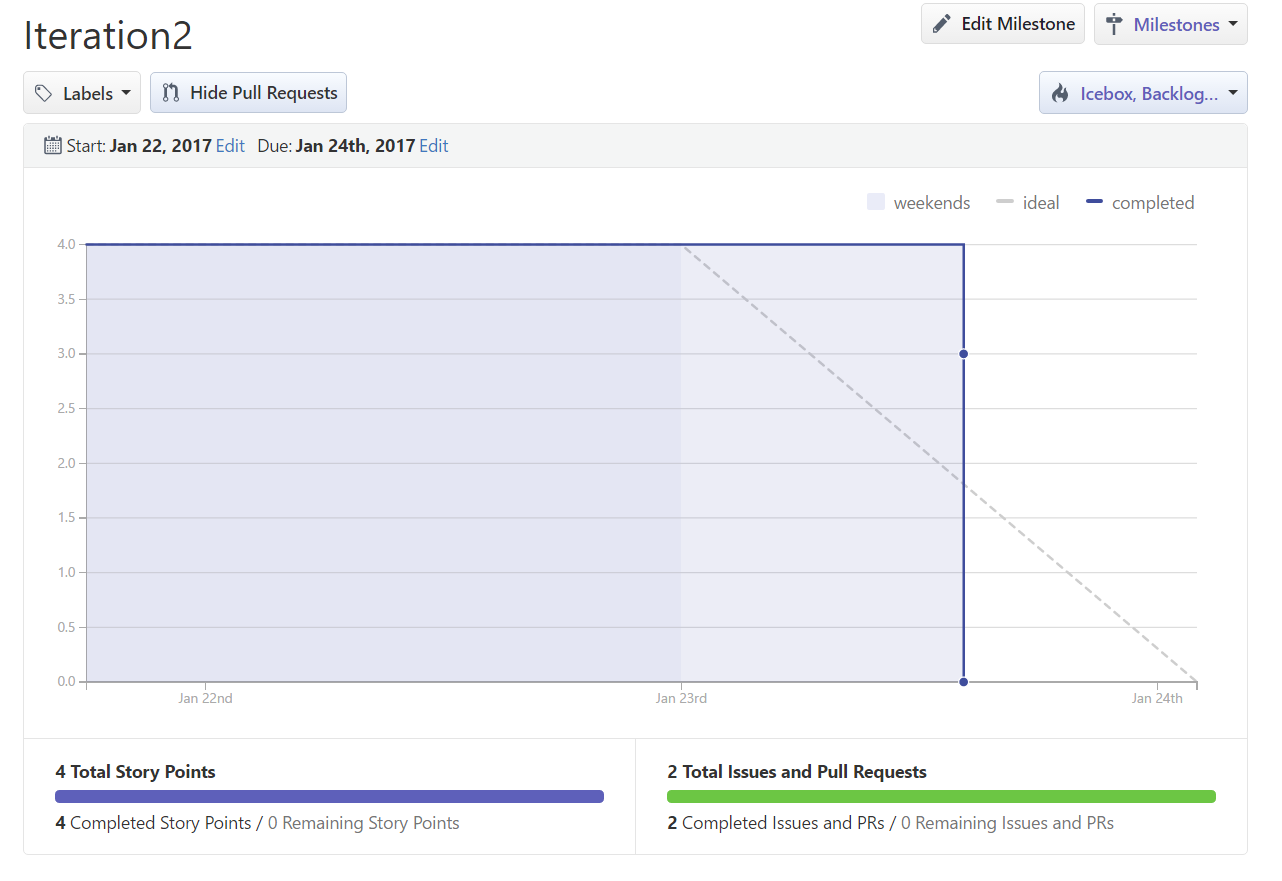 Iteration2
Edit Milestone
Milestones
Labels
Hide Pull Requests
Icebox, Backlog...
Start: Jan 22, 2017 Edit Due: Jan 24th, 2017 Edit
weekends ideal completed
4.0
3.5
3.0
2.5
2.0
1.5
1.0
0.5
0.0
Jan 22nd Jan 23rd Jan 24th
4 Total Story Points
4 Completed Story Points / 0 Remaining Story Points
2 Total Issues and Pull Requests
2 Completed Issues and PRs / 0 Remaining Issues and PRs